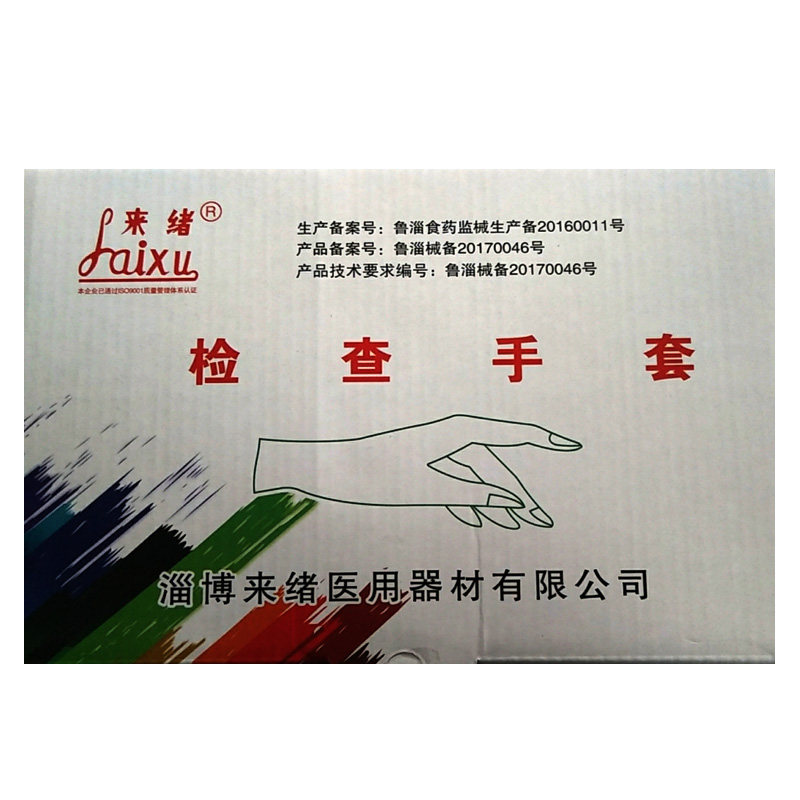 来绪®
Laixu
本企业已通过ISO9001质量管理体系认证
生产备案号：鲁淄食药监械生产备20160011号
产品备案号：鲁淄械备20170046号
产品技术要求编号：鲁淄械备20170046号
检查手套
淄博来绪医用器材有限公司